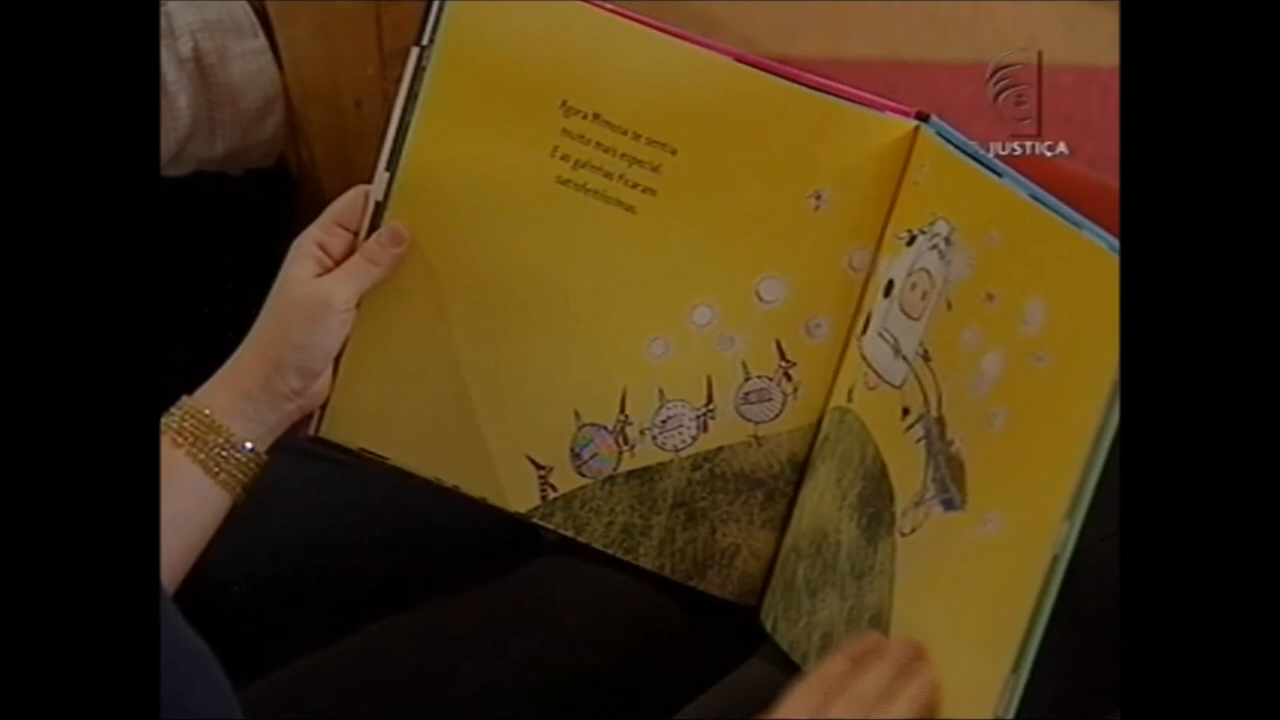 Agora Mimosa se sentia
muito mais especial.
E as galinhas ficaram
satisfeitíssimas.
JUSTIÇA